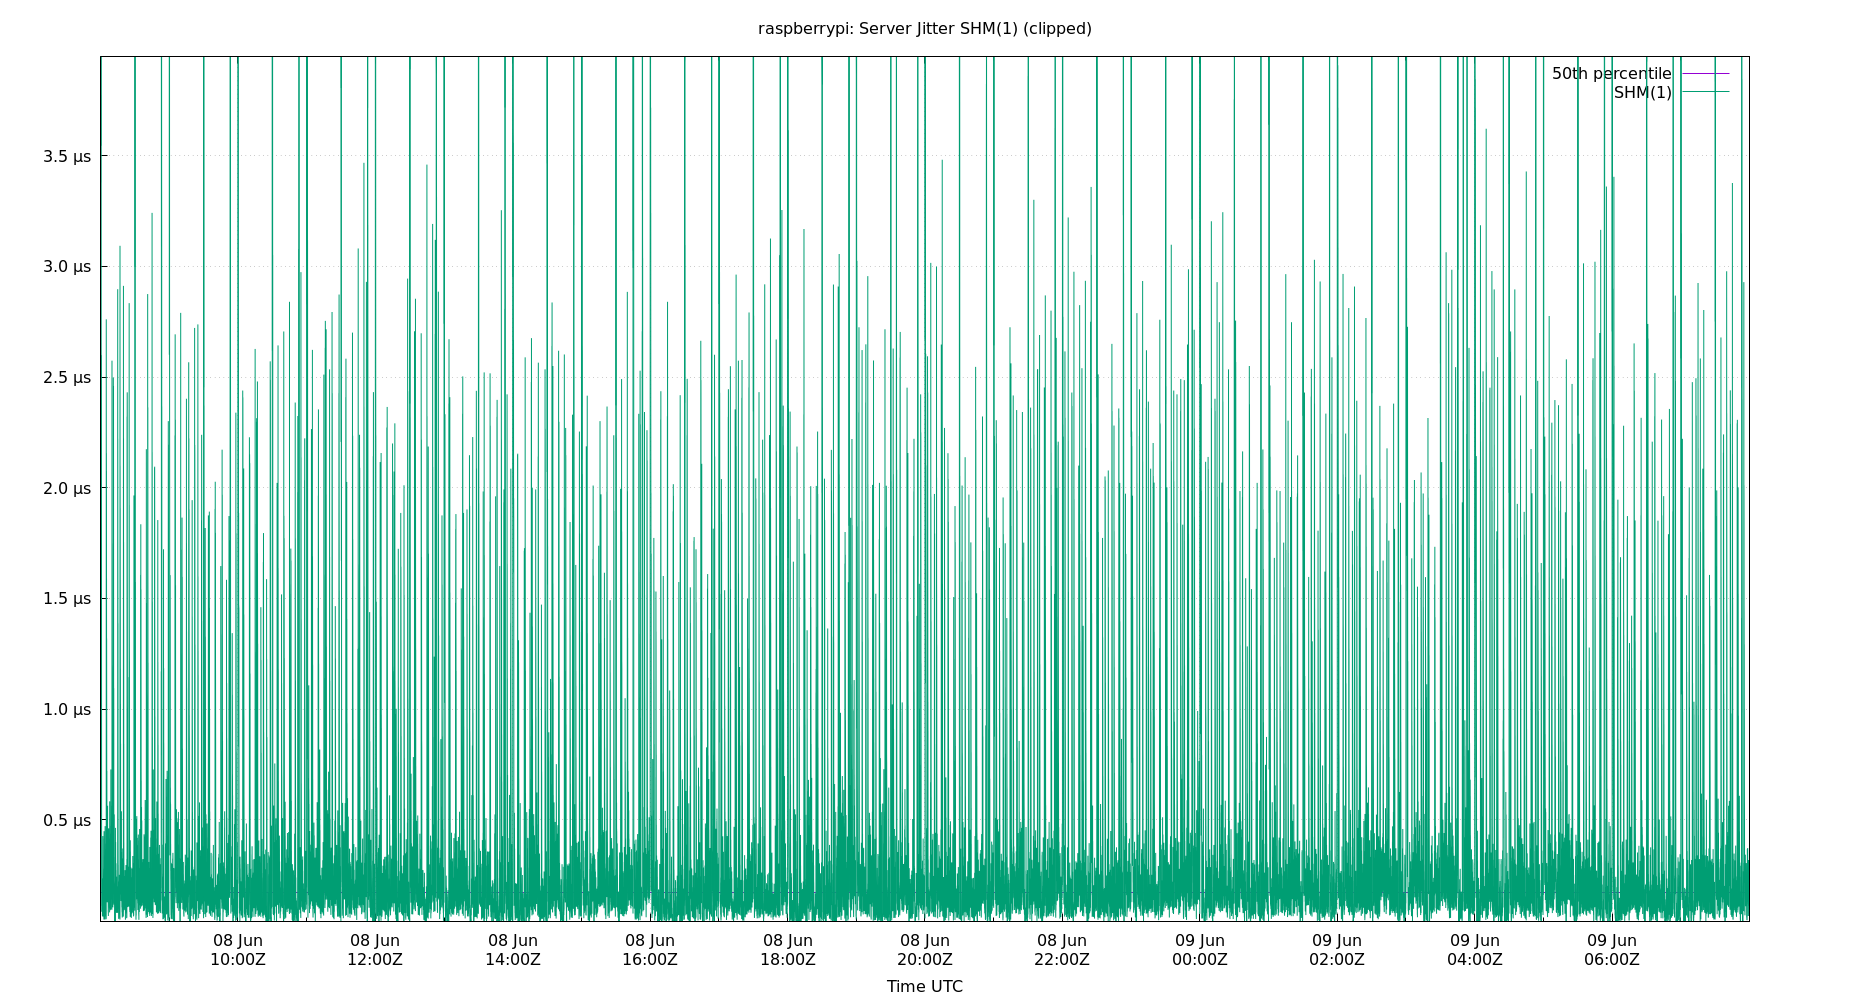 raspberrypi: Server Jitter SHM(1) (clipped)
50th percentile
SHM(1)
3.5 µs
3.0 µs
2.5 µs
2.0 µs
1.5 µs
1.0 µs
0.5 µs
08 Jun 08 Jun 08 Jun 08 Jun 08 Jun 08 Jun 08 Jun 09 Jun 09 Jun 09 Jun 09 Jun
10:00Z 12:00Z 14:00Z 16:00Z 18:00Z 20:00Z 22:00Z 00:00Z 02:00Z 04:00Z 06:00Z
Time UTC